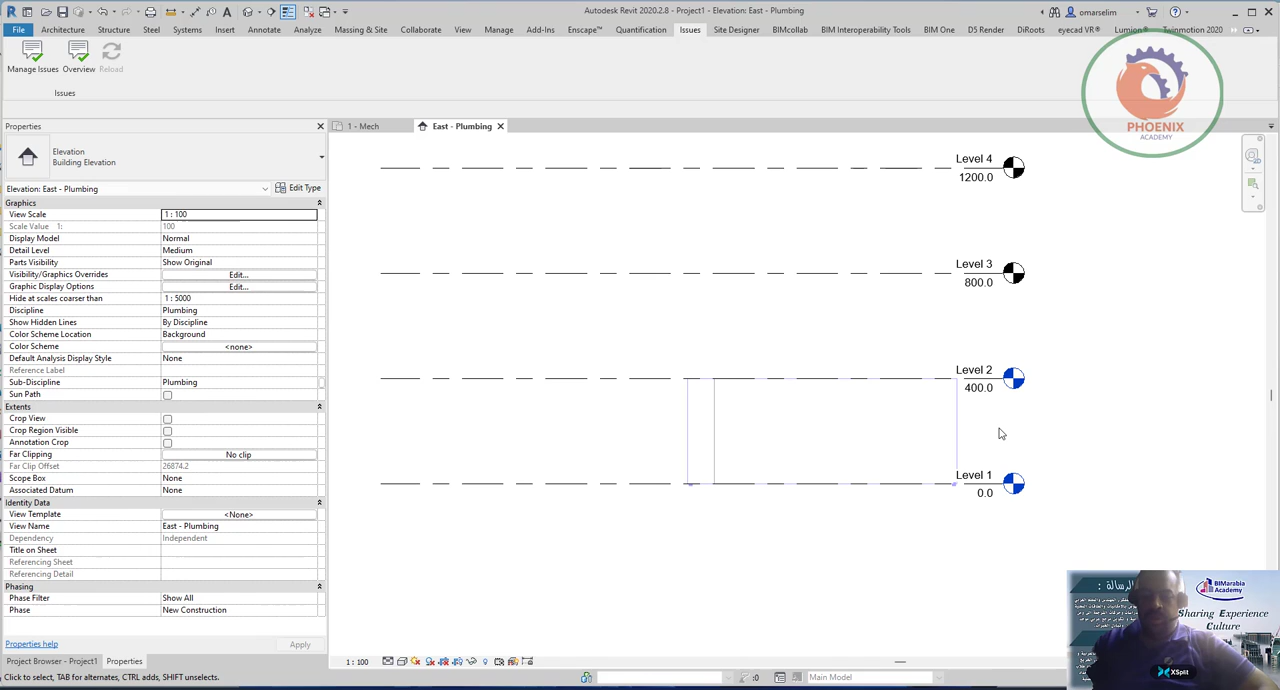 Autodesk Revit 2020.2.8 - Project1 - Elevation: East - Plumbing
omarselim
File Architecture Structure Steel Systems Insert Annotate Analyze Massing & Site Collaborate View Manage Add-Ins Enscape™ Quantification Issues Site Designer BIMcollab BIM Interoperability Tools BIM One D5 Render DiRoots eyecad VR® Lumion® Twinmotion 2020
Manage Issues Overview Reload
Issues
PHOENIX
ACADEMY
Properties
1 - Mech
East - Plumbing
Elevation
Building Elevation
Elevation: East - Plumbing Edit Type
Graphics
View Scale 1 : 100
Scale Value 1: 100
Display Model Normal
Detail Level Medium
Parts Visibility Show Original
Visibility/Graphics Overrides Edit...
Graphic Display Options Edit...
Hide at scales coarser than 1 : 5000
Discipline Plumbing
Show Hidden Lines By Discipline
Color Scheme Location Background
Color Scheme <none>
Default Analysis Display Style None
Reference Label
Sub-Discipline Plumbing
Sun Path
Extents
Crop View
Crop Region Visible
Annotation Crop
Far Clipping No clip
Far Clip Offset 26874.2
Scope Box None
Associated Datum None
Identity Data
View Template <None>
View Name East - Plumbing
Dependency Independent
Title on Sheet
Referencing Sheet
Referencing Detail
Phasing
Phase Filter Show All
Phase New Construction
Properties help Apply
Project Browser - Project1 Properties
Click to select, TAB for alternates, CTRL adds, SHIFT unselects.
Level 4
1200.0
Level 3
800.0
Level 2
400.0
Level 1
0.0
1 : 100
:0
Main Model
الرسالة :
BIMarabia
Academy
Sharing Experience
Culture
XSplit